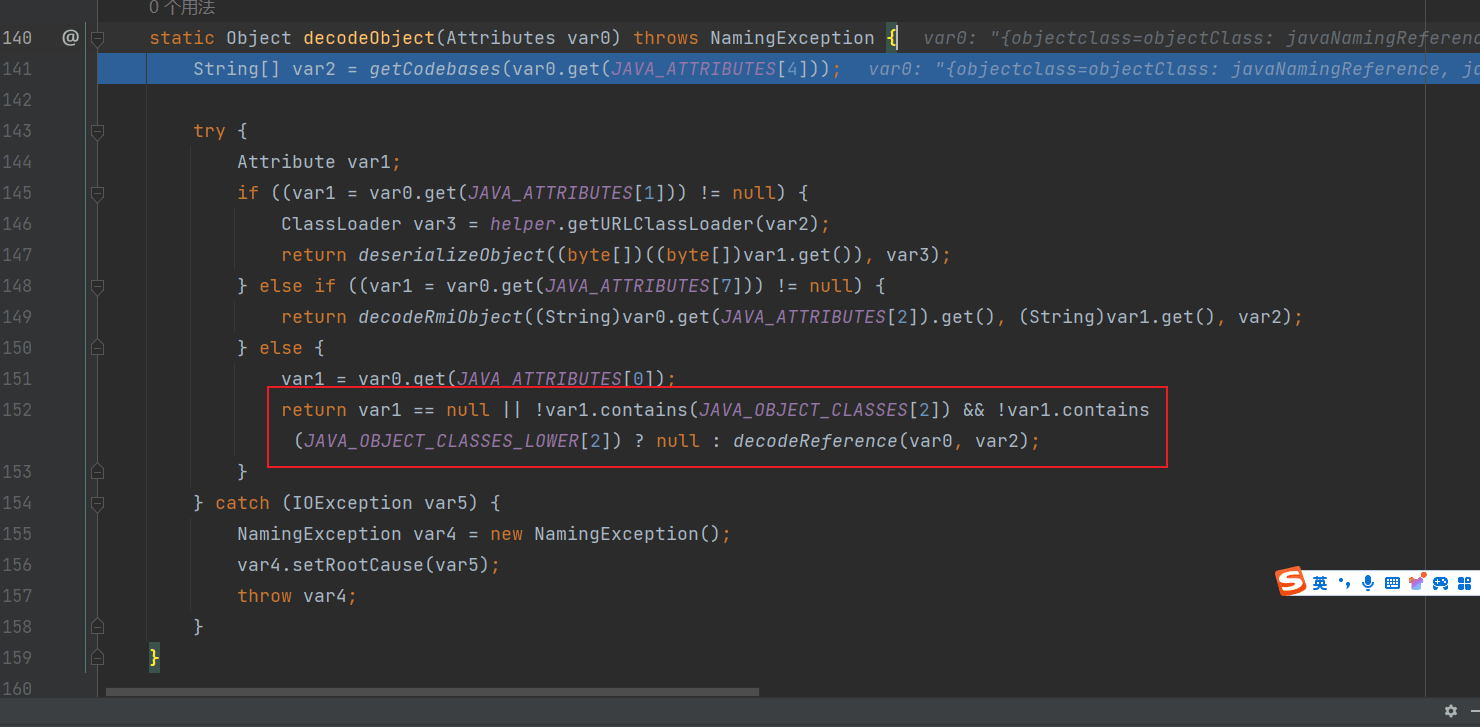 0 个用法
140 @ static Object decodeObject(Attributes var0) throws NamingException { var0: "{objectclass=objectClass: javaNamingReferenc
141 String[] var2 = getCodebases(var0.get(JAVA_ATTRIBUTES[4])); var0: "{objectclass=objectClass: javaNamingReference, ja
142
143 try {
144 Attribute var1;
145 if ((var1 = var0.get(JAVA_ATTRIBUTES[1])) != null) {
146 ClassLoader var3 = helper.getURLClassLoader(var2);
147 return deserializeObject((byte[])((byte[])var1.get()), var3);
148 } else if ((var1 = var0.get(JAVA_ATTRIBUTES[7])) != null) {
149 return decodeRmiObject((String)var0.get(JAVA_ATTRIBUTES[2]).get(), (String)var1.get(), var2);
150 } else {
151 var1 = var0.get(JAVA_ATTRIBUTES[0]);
152 return var1 == null || !var1.contains(JAVA_OBJECT_CLASSES[2]) && !var1.contains
(JAVA_OBJECT_CLASSES_LOWER[2]) ? null : decodeReference(var0, var2);
153 }
154 } catch (IOException var5) {
155 NamingException var4 = new NamingException();
156 var4.setRootCause(var5);
157 throw var4;
158 }
159 }
160
S 英